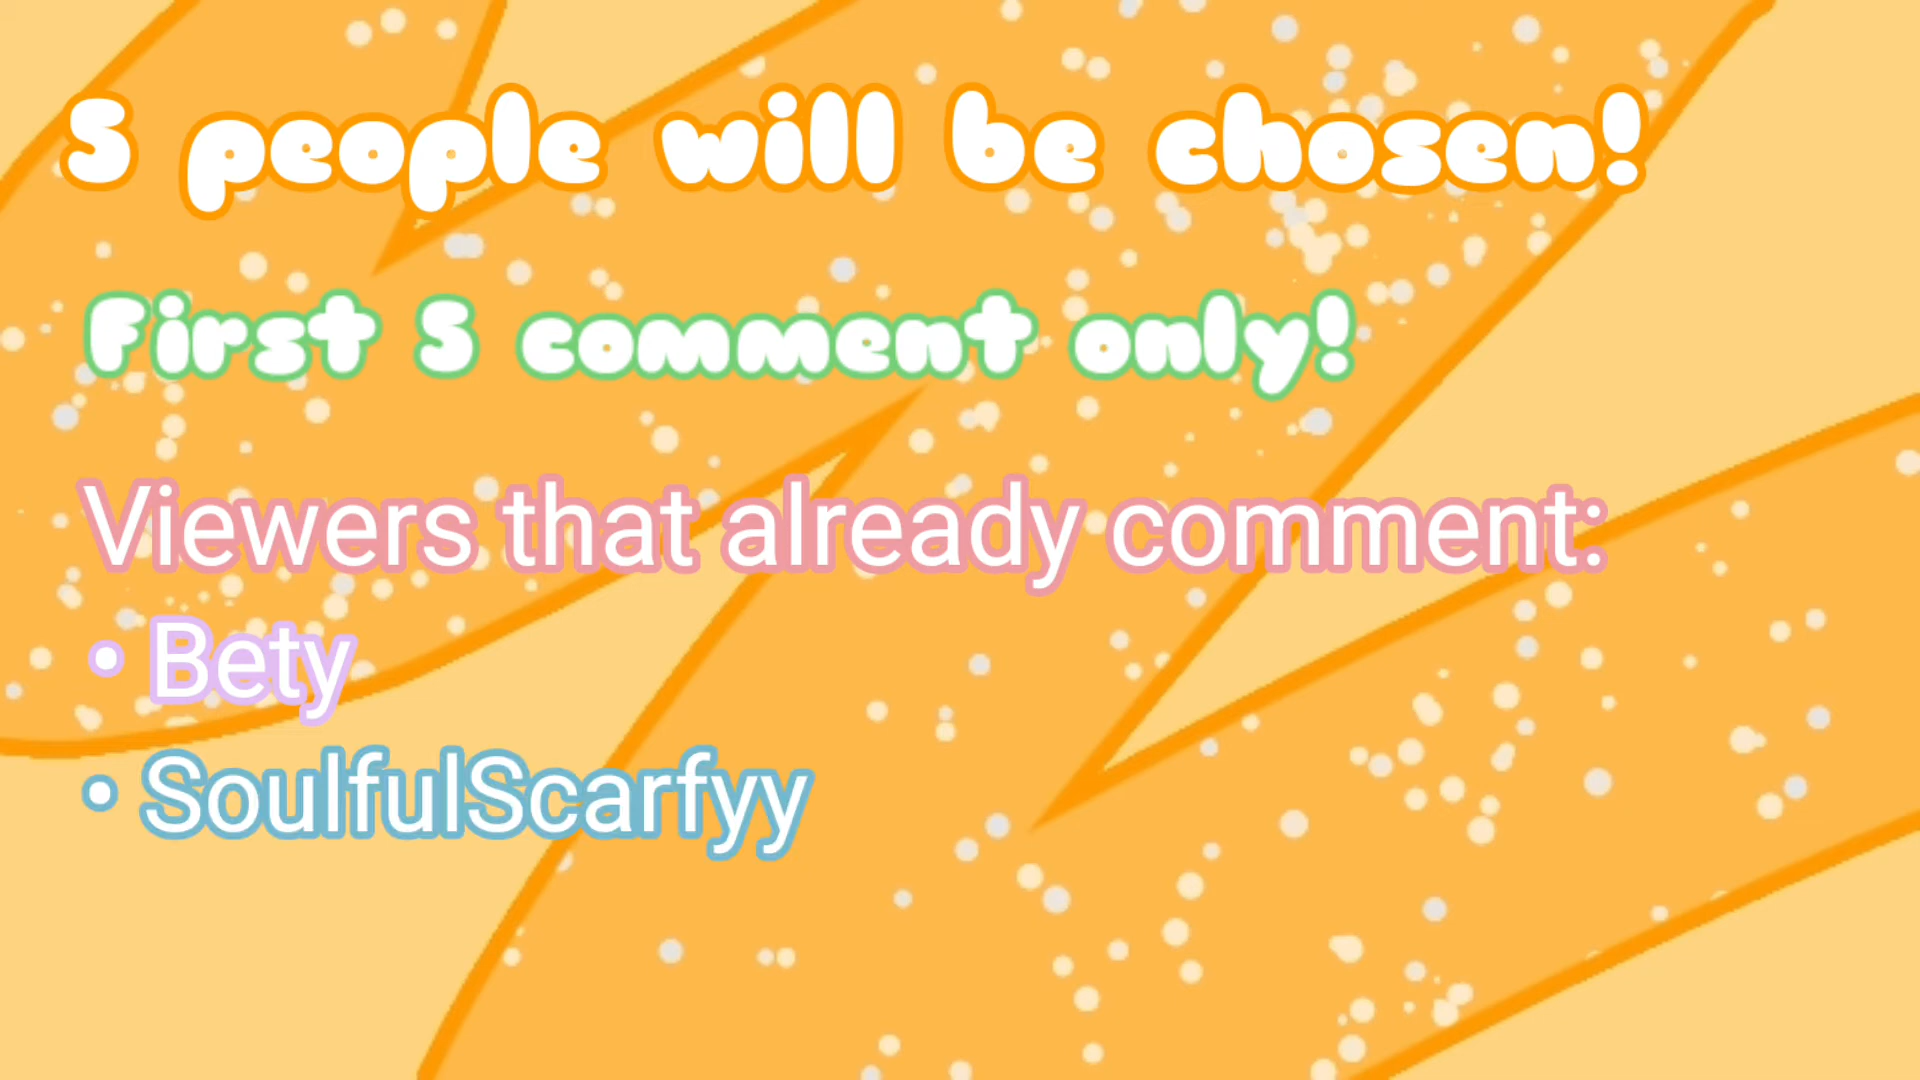 5 people will be chosen!
First 5 comment only!
Viewers that already comment:
• Bety
• SoulfulScarfyy